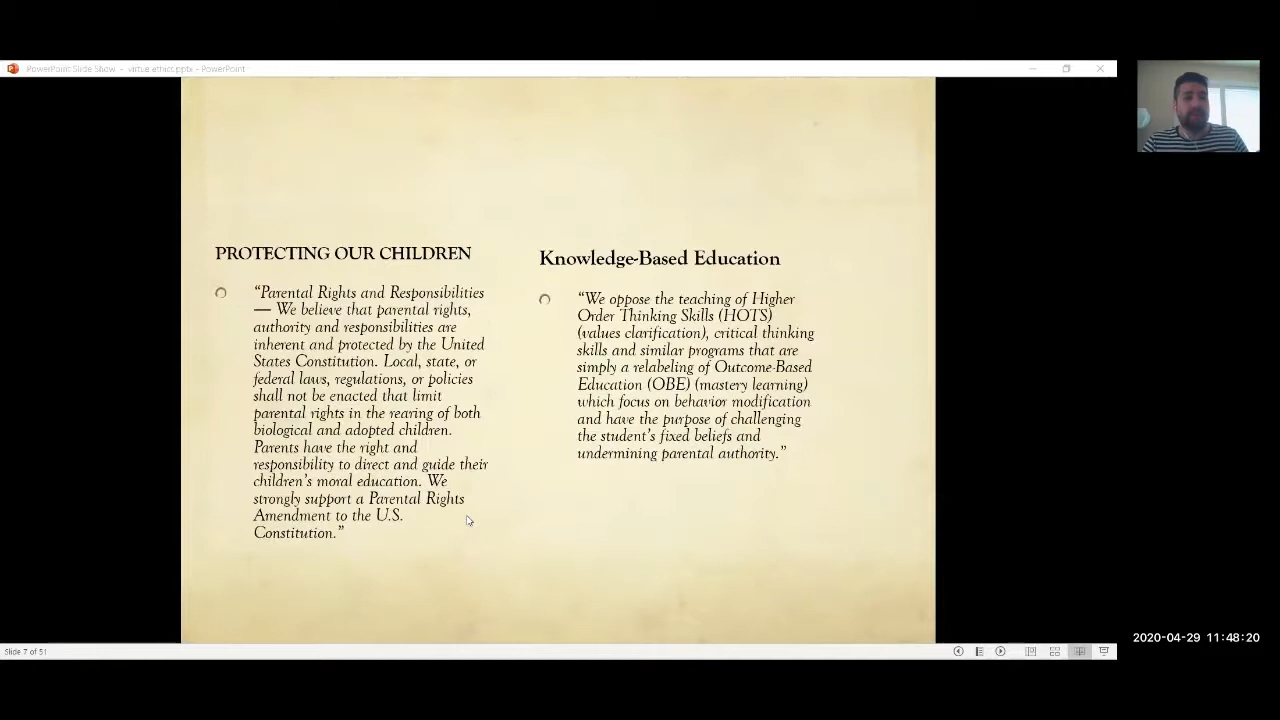 PowerPoint Slide Show - virtue ethics.pptx - PowerPoint
PROTECTING OUR CHILDREN
“Parental Rights and Responsibilities
— We believe that parental rights,
authority and responsibilities are
inherent and protected by the United
States Constitution. Local, state, or
federal laws, regulations, or policies
shall not be enacted that limit
parental rights in the rearing of both
biological and adopted children.
Parents have the right and
responsibility to direct and guide their
children’s moral education. We
strongly support a Parental Rights
Amendment to the U.S.
Constitution.”
Knowledge-Based Education
“We oppose the teaching of Higher
Order Thinking Skills (HOTS)
(values clarification), critical thinking
skills and similar programs that are
simply a relabeling of Outcome-Based
Education (OBE) (mastery learning)
which focus on behavior modification
and have the purpose of challenging
the student’s fixed beliefs and
undermining parental authority.”
2020-04-29 11:48:20
Slide 7 of 51